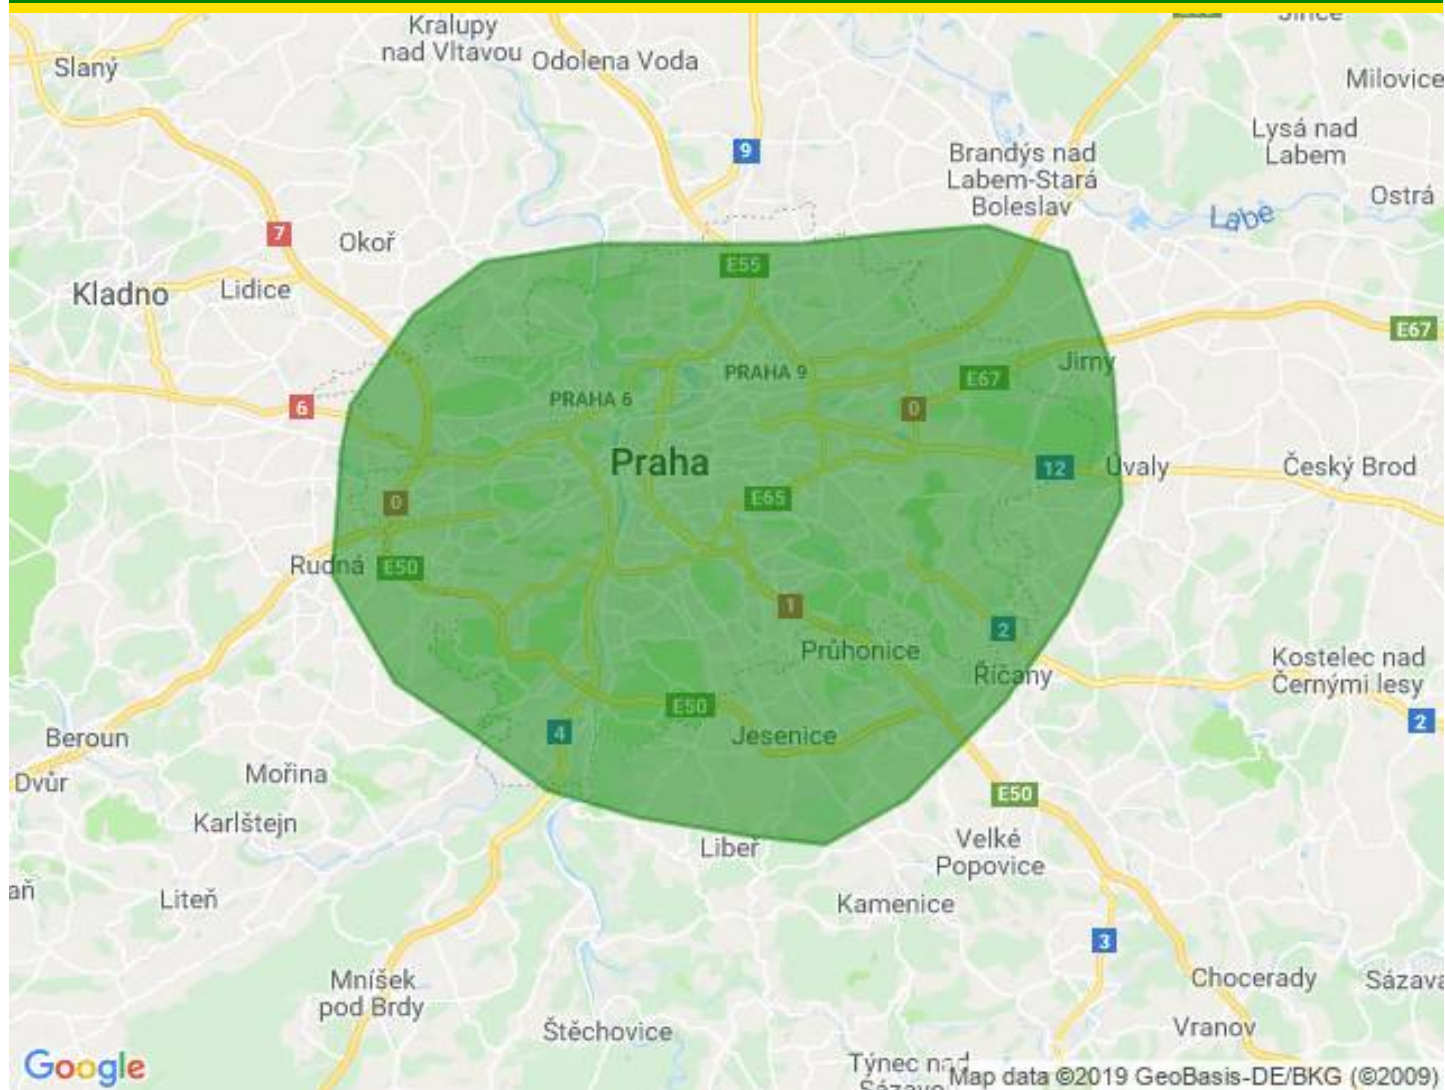 Kralupy
nad Vltavou
Odolena Voda
Slaný
Milovice
Lysá nad
Labem
9
Brandýs nad
Labem-Stará
Boleslav
Ostrá
Labe
7
Okoř
E55
Kladno
Lidice
E67
Jirny
PRAHA 9
E67
PRAHA 6
6
0
Praha
12
Úvaly
Český Brod
0
E65
Rudná
E50
1
2
Průhonice
Říčany
Kostelec nad
Černými lesy
E50
2
4
Jesenice
Beroun
Mořina
Dvůr
E50
Karlštejn
Libeř
Velké
Popovice
aň
Liteň
Kamenice
3
Mníšek
pod Brdy
Chocerady
Štěchovice
Vranov
Google
Týnec nad
Map data ©2019 GeoBasis-DE/BKG (©2009)